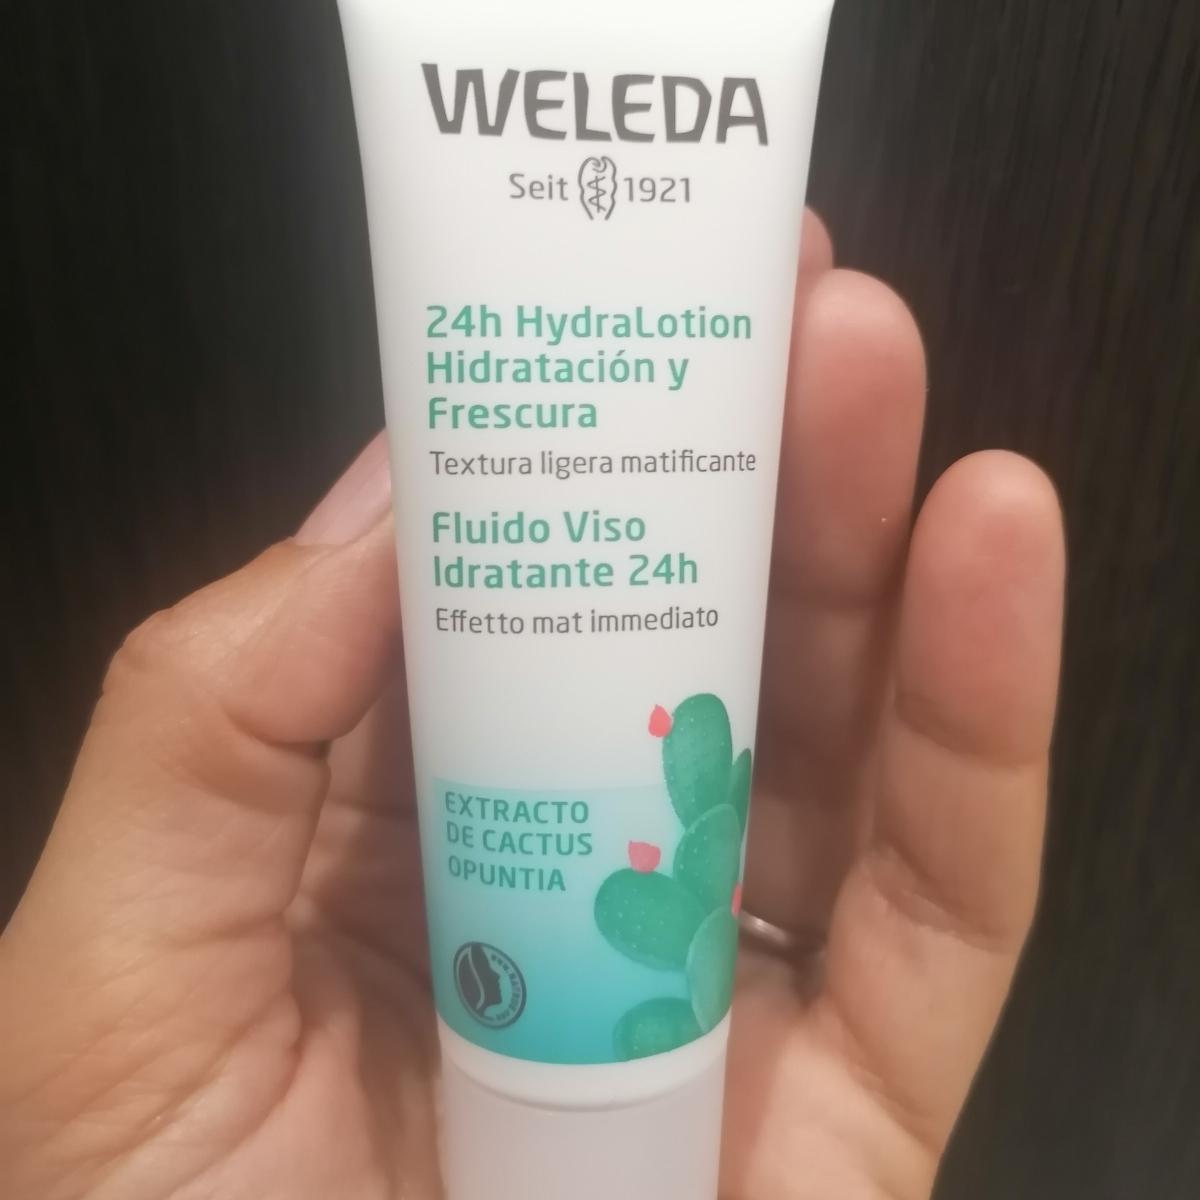 WELEDA
Seit 1921
24h HydraLotion
Hidratación y
Frescura
Textura ligera matificante
Fluido Viso
Idratante 24h
Effetto mat immediato
EXTRACTO
DE CACTUS
OPUNTIA